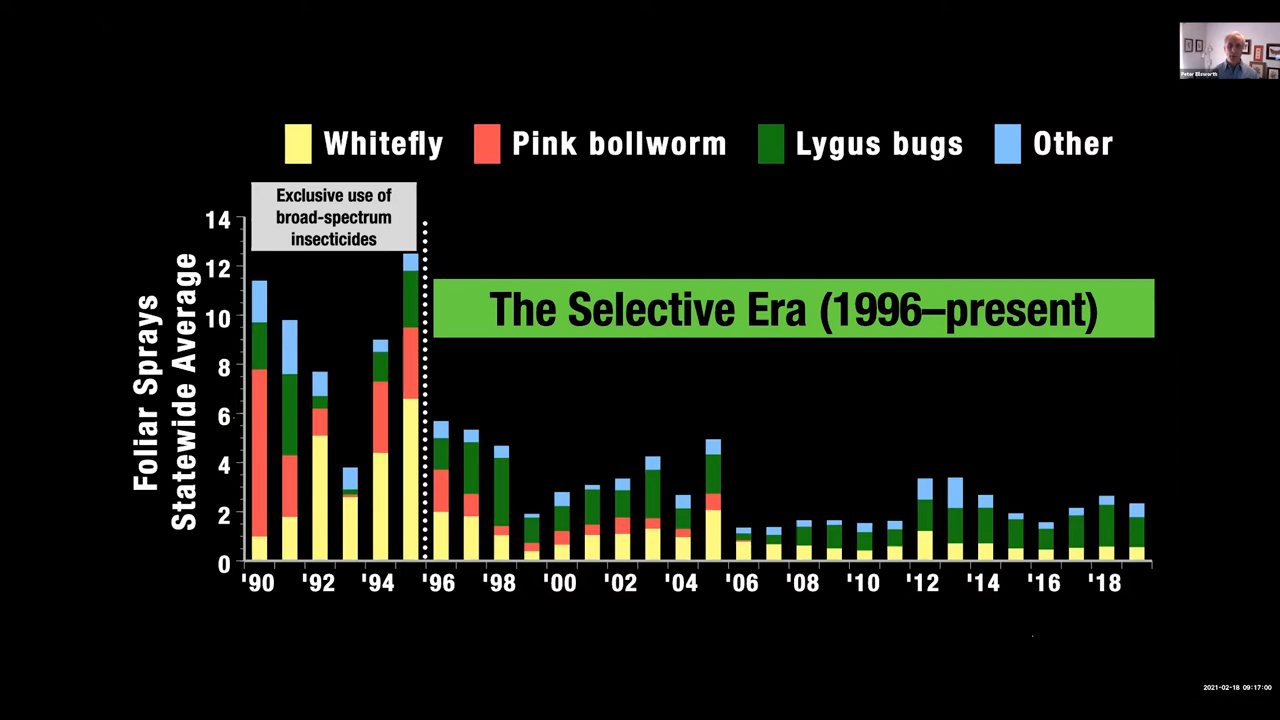 Peter Ellsworth
Whitefly Pink bollworm Lygus bugs Other
Exclusive use of
broad-spectrum
insecticides
The Selective Era (1996–present)
Foliar Sprays
Statewide Average
14
12
10
8
6
4
2
0
'90 '92 '94 '96 '98 '00 '02 '04 '06 '08 '10 '12 '14 '16 '18
2021-02-18 09:17:00